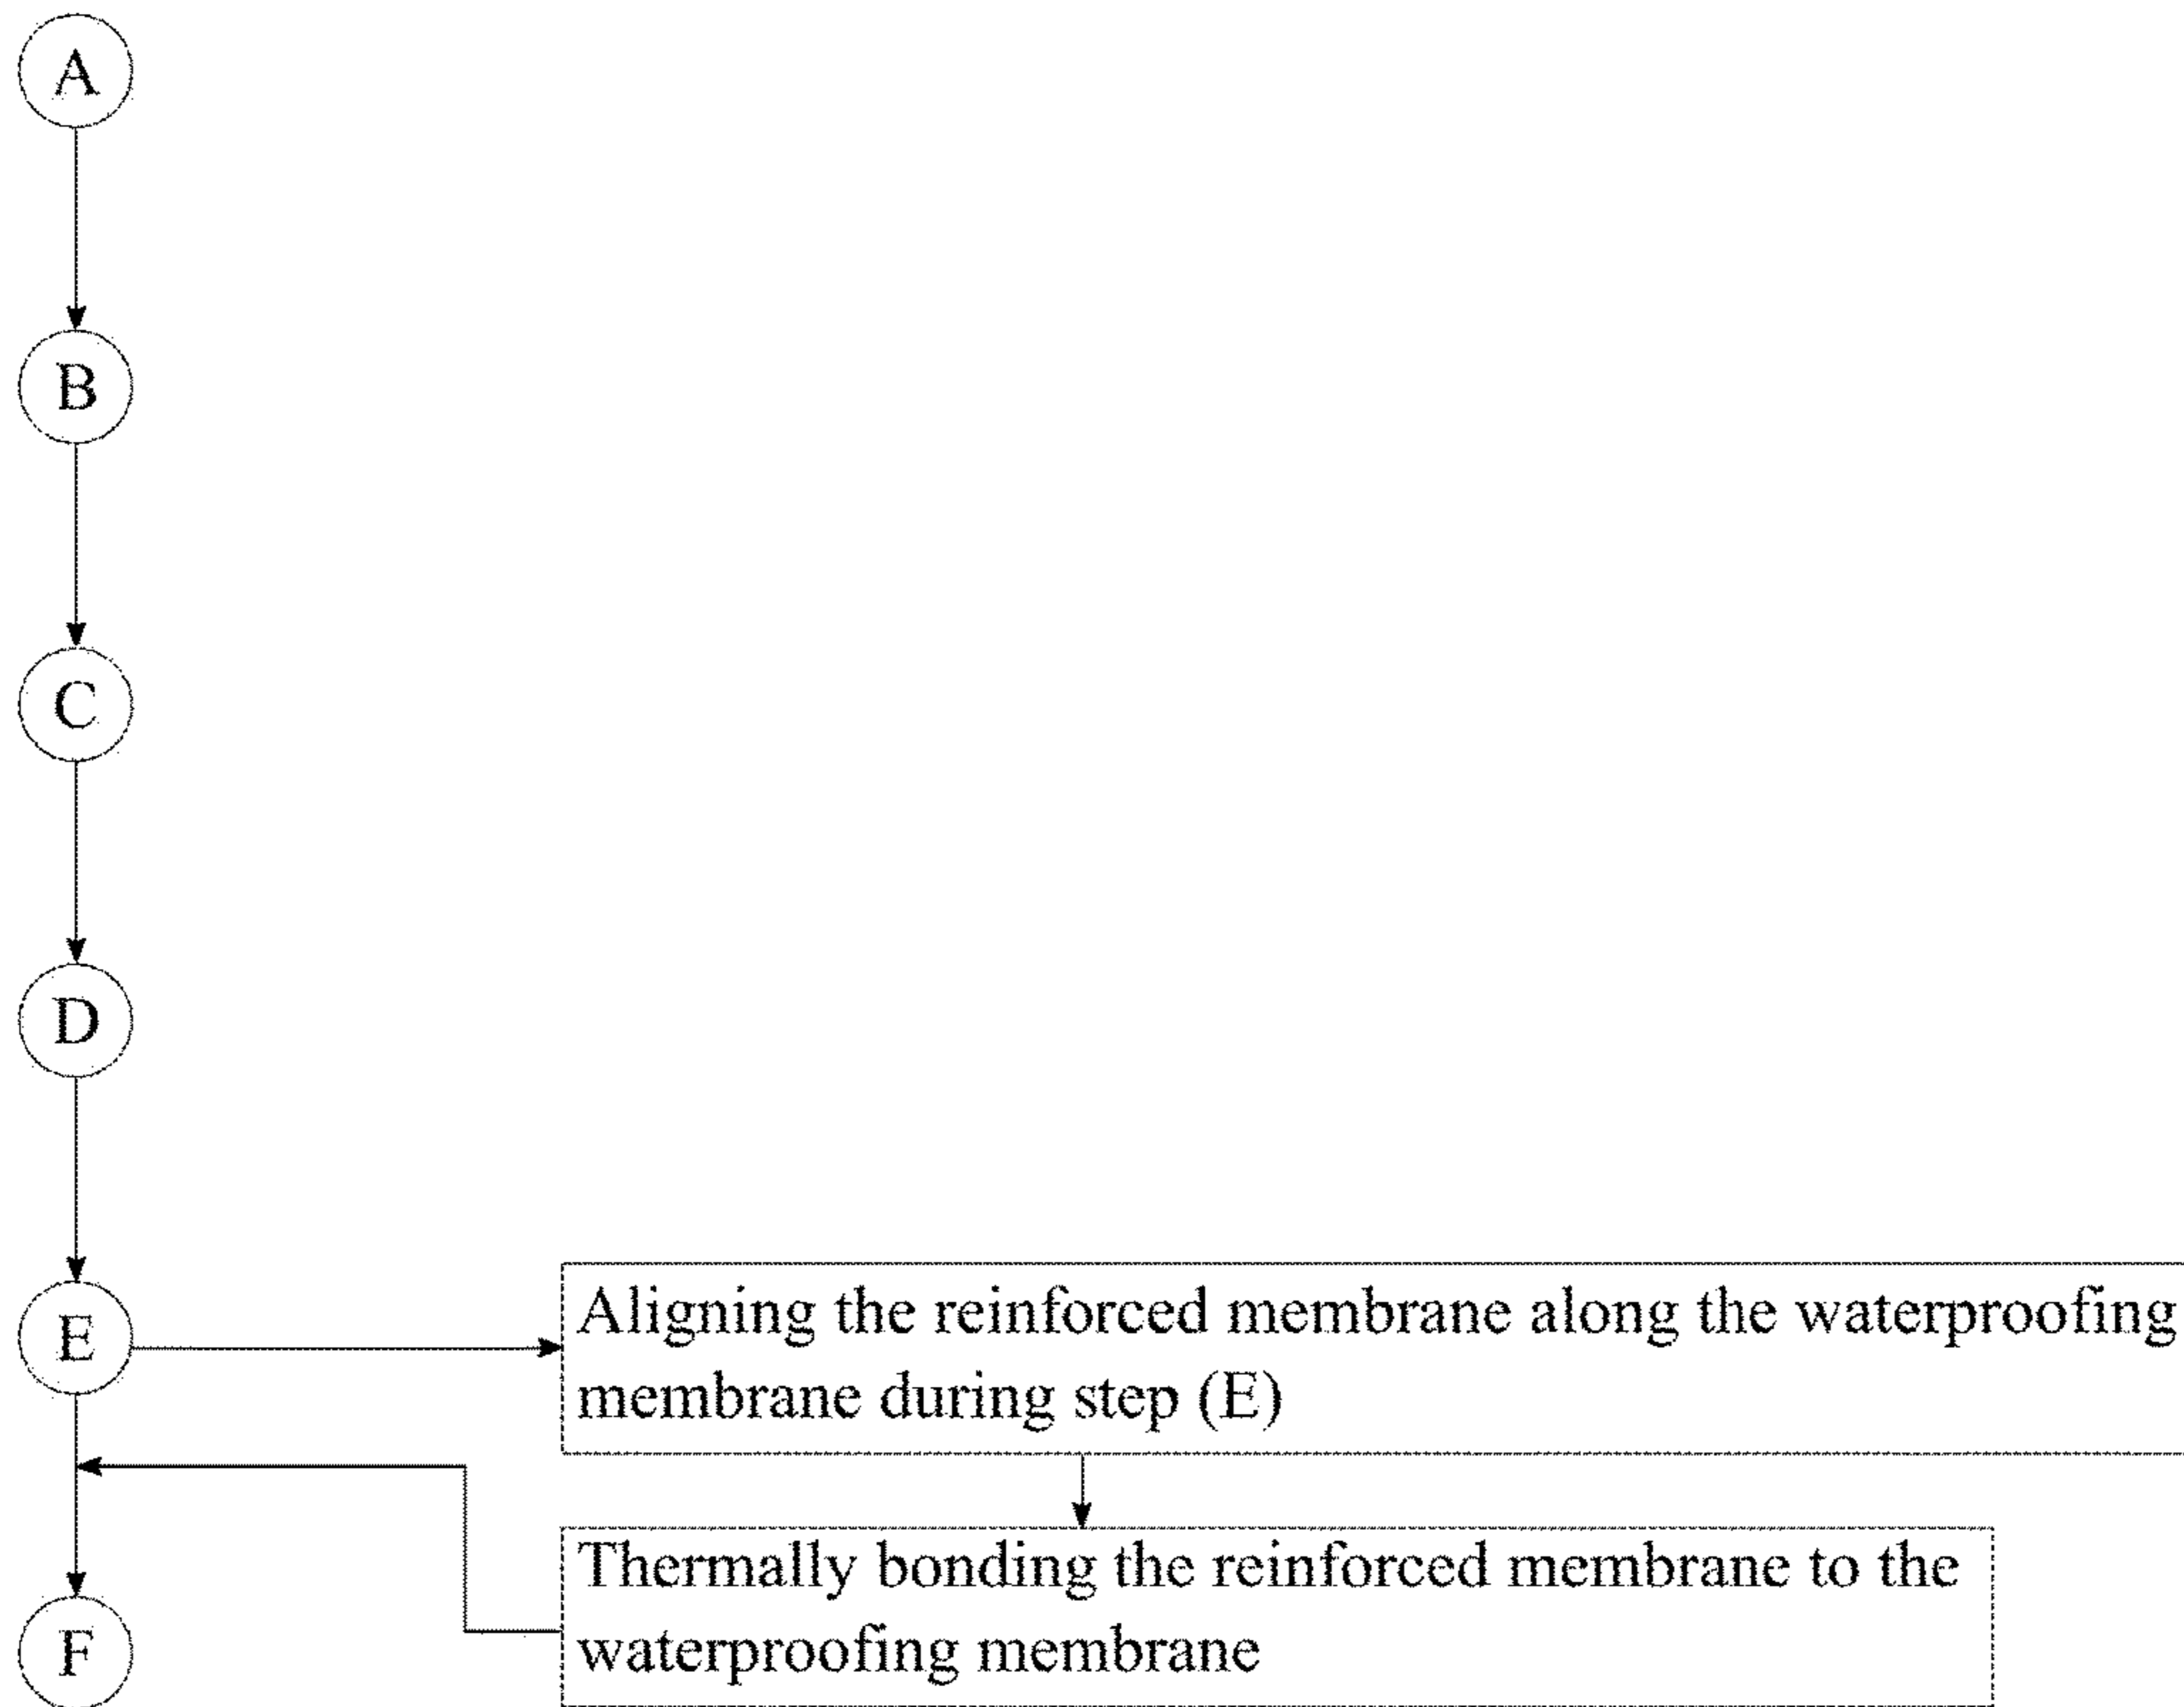 A
B
C
D
E
Aligning the reinforced membrane along the waterproofing
membrane during step (E)
Thermally bonding the reinforced membrane to the
waterproofing membrane
F